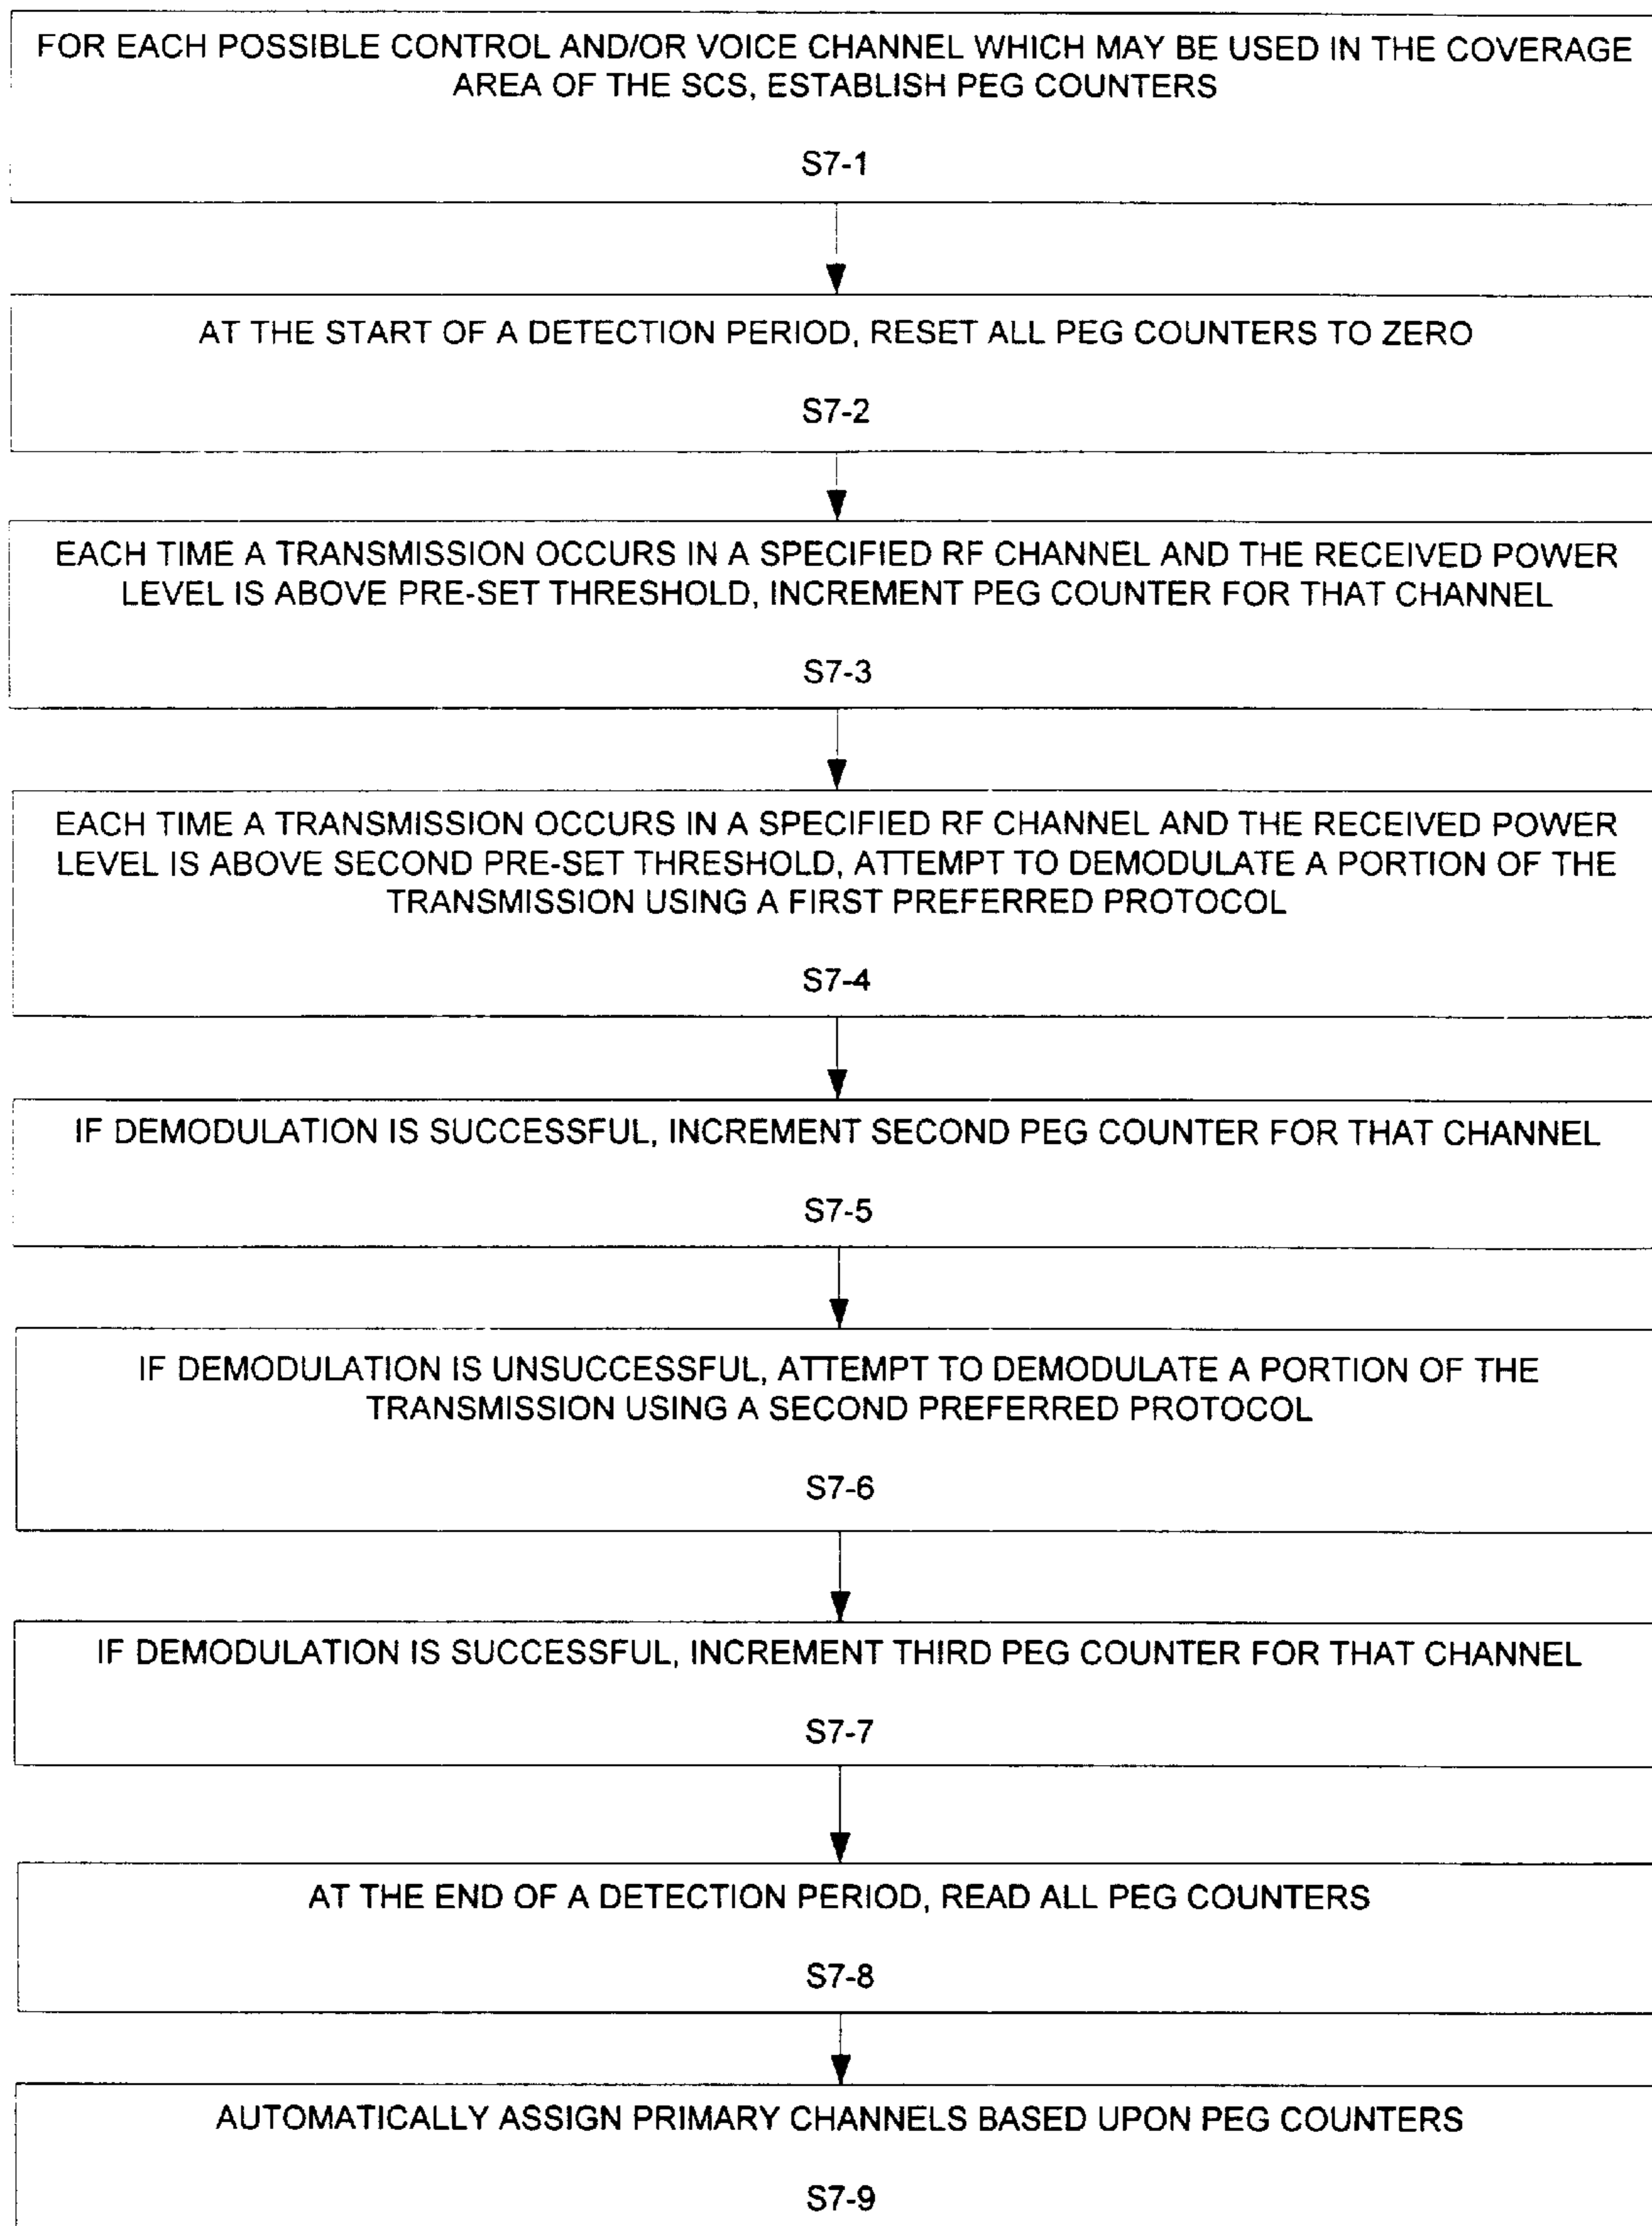 FOR EACH POSSIBLE CONTROL AND/OR VOICE CHANNEL WHICH MAY BE USED IN THE COVERAGE
AREA OF THE SCS, ESTABLISH PEG COUNTERS
S7-1
AT THE START OF A DETECTION PERIOD, RESET ALL PEG COUNTERS TO ZERO
S7-2
EACH TIME A TRANSMISSION OCCURS IN A SPECIFIED RF CHANNEL AND THE RECEIVED POWER
LEVEL IS ABOVE PRE-SET THRESHOLD, INCREMENT PEG COUNTER FOR THAT CHANNEL
S7-3
EACH TIME A TRANSMISSION OCCURS IN A SPECIFIED RF CHANNEL AND THE RECEIVED POWER
LEVEL IS ABOVE SECOND PRE-SET THRESHOLD, ATTEMPT TO DEMODULATE A PORTION OF THE
TRANSMISSION USING A FIRST PREFERRED PROTOCOL
S7-4
IF DEMODULATION IS SUCCESSFUL, INCREMENT SECOND PEG COUNTER FOR THAT CHANNEL
S7-5
IF DEMODULATION IS UNSUCCESSFUL, ATTEMPT TO DEMODULATE A PORTION OF THE
TRANSMISSION USING A SECOND PREFERRED PROTOCOL
S7-6
IF DEMODULATION IS SUCCESSFUL, INCREMENT THIRD PEG COUNTER FOR THAT CHANNEL
S7-7
AT THE END OF A DETECTION PERIOD, READ ALL PEG COUNTERS
S7-8
AUTOMATICALLY ASSIGN PRIMARY CHANNELS BASED UPON PEG COUNTERS
S7-9